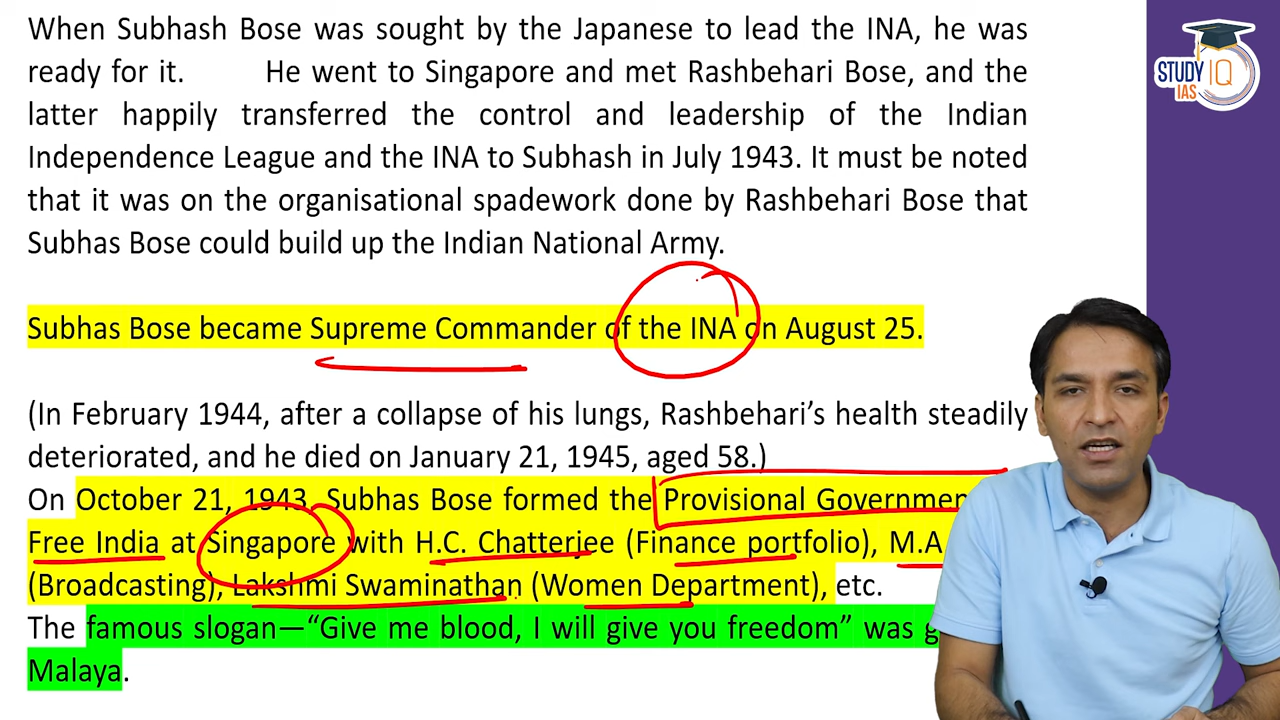 When Subhash Bose was sought by the Japanese to lead the INA, he was
ready for it. He went to Singapore and met Rashbehari Bose, and the
latter happily transferred the control and leadership of the Indian
Independence League and the INA to Subhash in July 1943. It must be noted
that it was on the organisational spadework done by Rashbehari Bose that
Subhas Bose could build up the Indian National Army.
Subhas Bose became Supreme Commander of the INA on August 25.
(In February 1944, after a collapse of his lungs, Rashbehari’s health steadily
deteriorated, and he died on January 21, 1945, aged 58.)
On October 21, 1943, Subhas Bose formed the Provisional
Free India at Singapore with H.C. Chatterjee (Finance portfolio), M.A
(Broadcasting), Lakshmi Swaminathan (Women Department), etc.
The famous slogan—“Give me blood, I will give you freedom” was
Malaya.
STUDY IQ
IAS